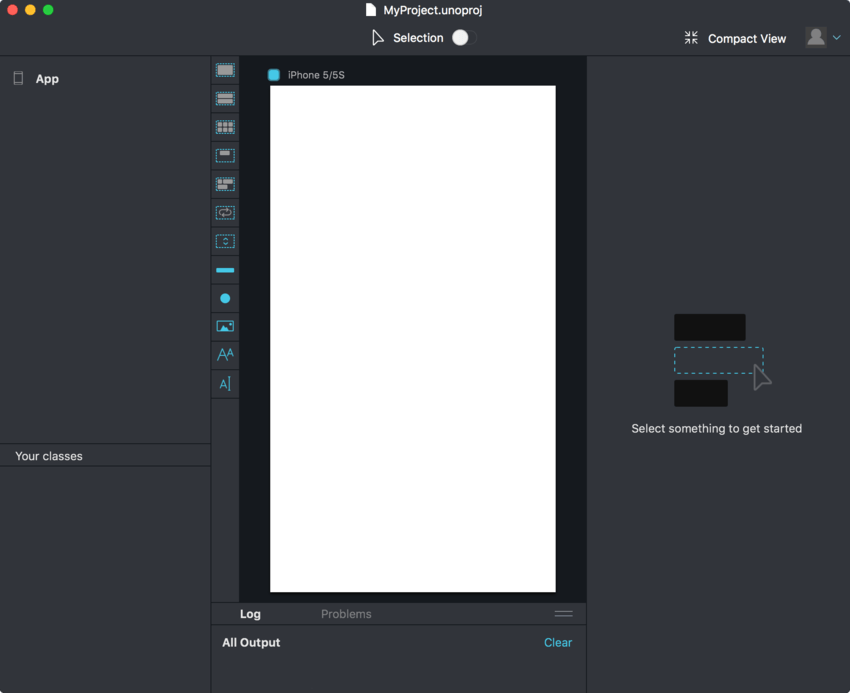 MyProject.unoproj
Selection
Compact View
App
iPhone 5/5S
AA
A
Select something to get started
Your classes
Log
Problems
All Output
Clear